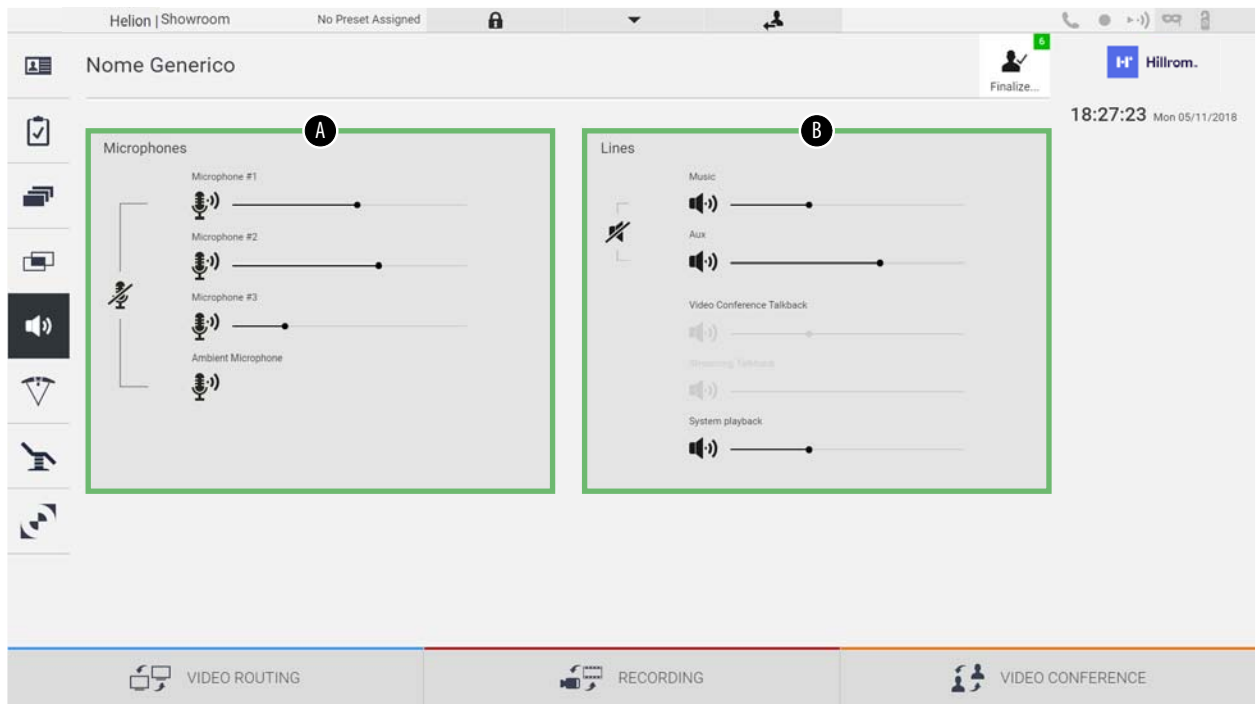 Helion | Showroom
No Preset Assigned
Nome Generico
6
Finalize...
H
Hillrom.
18:27:23 Mon 05/11/2018
A
Microphones
Microphone #1
Microphone #2
Microphone #3
Ambient Microphone
B
Lines
Music
Aux
Video Conference Talkback
Streaming Talkback
System playback
VIDEO ROUTING
RECORDING
VIDEO CONFERENCE